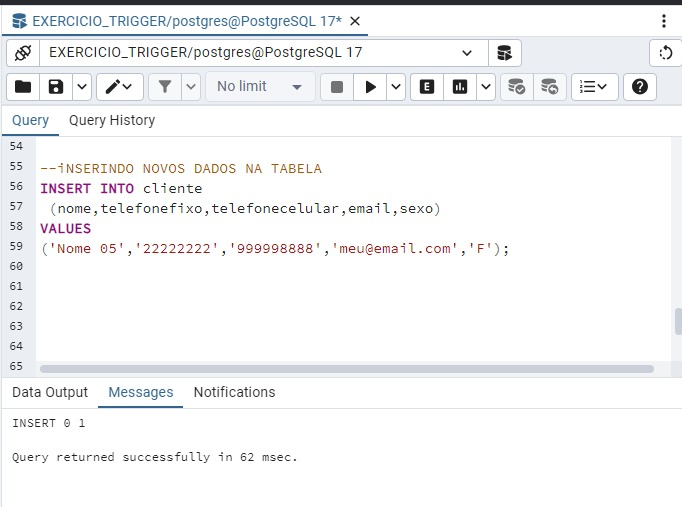 EXERCICIO_TRIGGER/postgres@PostgreSQL 17*
EXERCICIO_TRIGGER/postgres@PostgreSQL 17
No limit
E
Query
Query History
54
55 --iNSERINDO NOVOS DADOS NA TABELA
56 INSERT INTO cliente
57 (nome,telefonefixo,telefonecelular,email,sexo)
58 VALUES
59 ('Nome 05','22222222','999998888','meu@email.com','F');
60
61
62
63
64
65
Data Output
Messages
Notifications
INSERT 0 1
Query returned successfully in 62 msec.